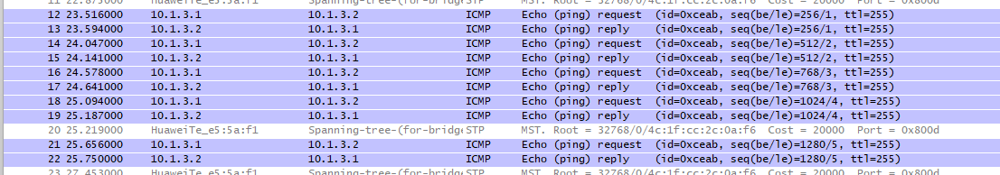 11 22.875000 HuaweiTe_e5:5a:f1 Spanning-tree-(for-bridge STP MST. Root = 32768/0/4c:1f:cc:2c:0a:f6 Cost = 20000 Port = 0x800d
12 23.516000 10.1.3.1 10.1.3.2 ICMP Echo (ping) request (id=0xceab, seq(be/le)=256/1, ttl=255)
13 23.594000 10.1.3.2 10.1.3.1 ICMP Echo (ping) reply (id=0xceab, seq(be/le)=256/1, ttl=255)
14 24.047000 10.1.3.1 10.1.3.2 ICMP Echo (ping) request (id=0xceab, seq(be/le)=512/2, ttl=255)
15 24.141000 10.1.3.2 10.1.3.1 ICMP Echo (ping) reply (id=0xceab, seq(be/le)=512/2, ttl=255)
16 24.578000 10.1.3.1 10.1.3.2 ICMP Echo (ping) request (id=0xceab, seq(be/le)=768/3, ttl=255)
17 24.641000 10.1.3.2 10.1.3.1 ICMP Echo (ping) reply (id=0xceab, seq(be/le)=768/3, ttl=255)
18 25.094000 10.1.3.1 10.1.3.2 ICMP Echo (ping) request (id=0xceab, seq(be/le)=1024/4, ttl=255)
19 25.187000 10.1.3.2 10.1.3.1 ICMP Echo (ping) reply (id=0xceab, seq(be/le)=1024/4, ttl=255)
20 25.219000 HuaweiTe_e5:5a:f1 Spanning-tree-(for-bridge STP MST. Root = 32768/0/4c:1f:cc:2c:0a:f6 Cost = 20000 Port = 0x800d
21 25.656000 10.1.3.1 10.1.3.2 ICMP Echo (ping) request (id=0xceab, seq(be/le)=1280/5, ttl=255)
22 25.750000 10.1.3.2 10.1.3.1 ICMP Echo (ping) reply (id=0xceab, seq(be/le)=1280/5, ttl=255)
23 27.453000 HuaweiTe_e5:5a:f1 Spanning-tree-(for-bridge STP MST. Root = 32768/0/4c:1f:cc:2c:0a:f6 Cost = 20000 Port = 0x800d